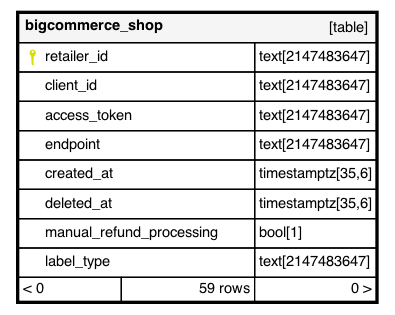 bigcommerce_shop [table]
retailer_id text[2147483647]
client_id text[2147483647]
access_token text[2147483647]
endpoint text[2147483647]
created_at timestamptz[35,6]
deleted_at timestamptz[35,6]
manual_refund_processing bool[1]
label_type text[2147483647]
< 0 59 rows 0 >